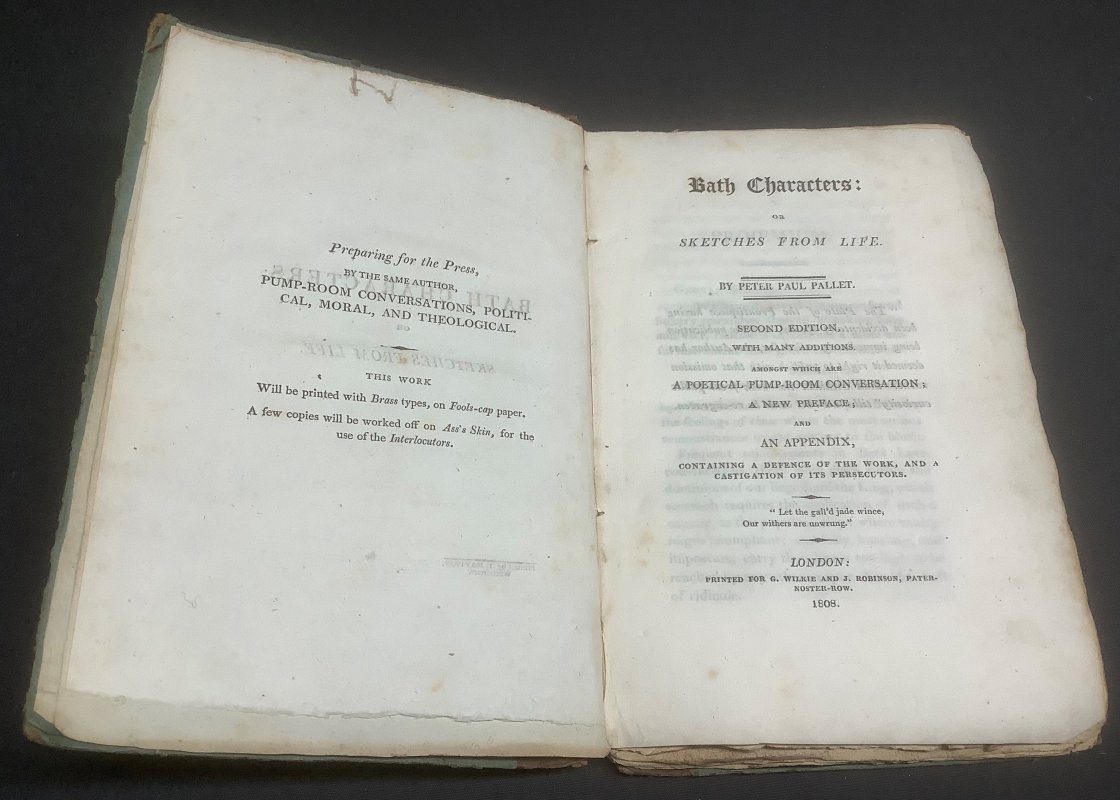 Preparing for the Press,
BY THE SAME AUTHOR,
PUMP-ROOM CONVERSATIONS, POLITI-
CAL, MORAL, AND THEOLOGICAL.
THIS WORK
Will be printed with Brass types, on Fools-cap paper.
A few copies will be worked off on Ass's Skin, for the
use of the Interlocutors.
Bath Characters:
OR
SKETCHES FROM LIFE.
BY PETER PAUL PALLET.
SECOND EDITION,
WITH MANY ADDITIONS.
AMONGST WHICH ARE
A POETICAL PUMP-ROOM CONVERSATION;
A NEW PREFACE;
AND
AN APPENDIX,
CONTAINING A DEFENCE OF THE WORK, AND A
CASTIGATION OF ITS PERSECUTORS.
"Let the gall'd jade wince,
Our withers are unwrung."
LONDON:
PRINTED FOR G. WILKIE AND J. ROBINSON, PATER-
NOSTER-ROW.
1808.